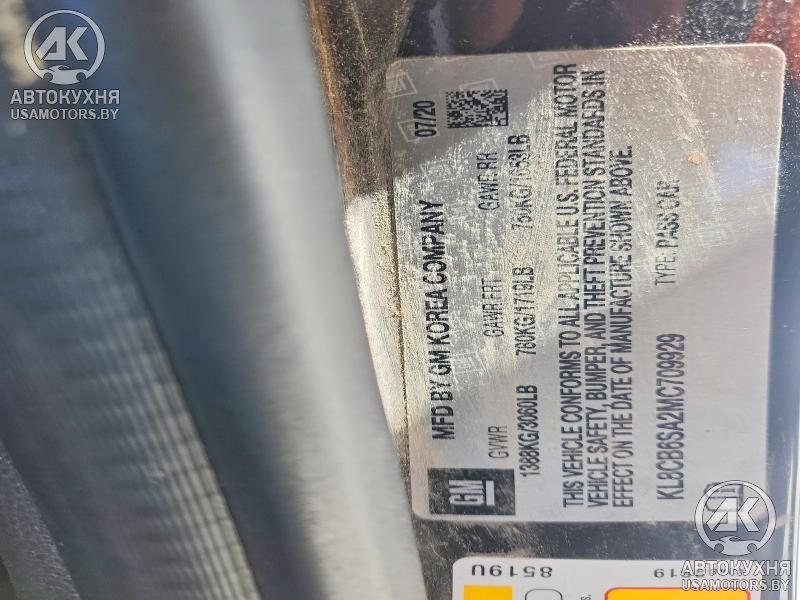 АВТОКУХНЯ
USAMOTORS.BY
MFD BY GM KOREA COMPANY 07/20
GVWR GAWR FRT GAWR RR
1388KG/3060LB 780KG/1719LB
GM
THIS VEHICLE CONFORMS TO ALL APPLICABLE U.S. FEDERAL MOTOR
VEHICLE SAFETY, BUMPER, AND THEFT PREVENTION STANDARDS IN
EFFECT ON THE DATE OF MANUFACTURE SHOWN ABOVE.
KL8CB6SA2MC709929 TYPE: PASS CAR
8519U
АВТОКУХНЯ
USAMOTORS.BY